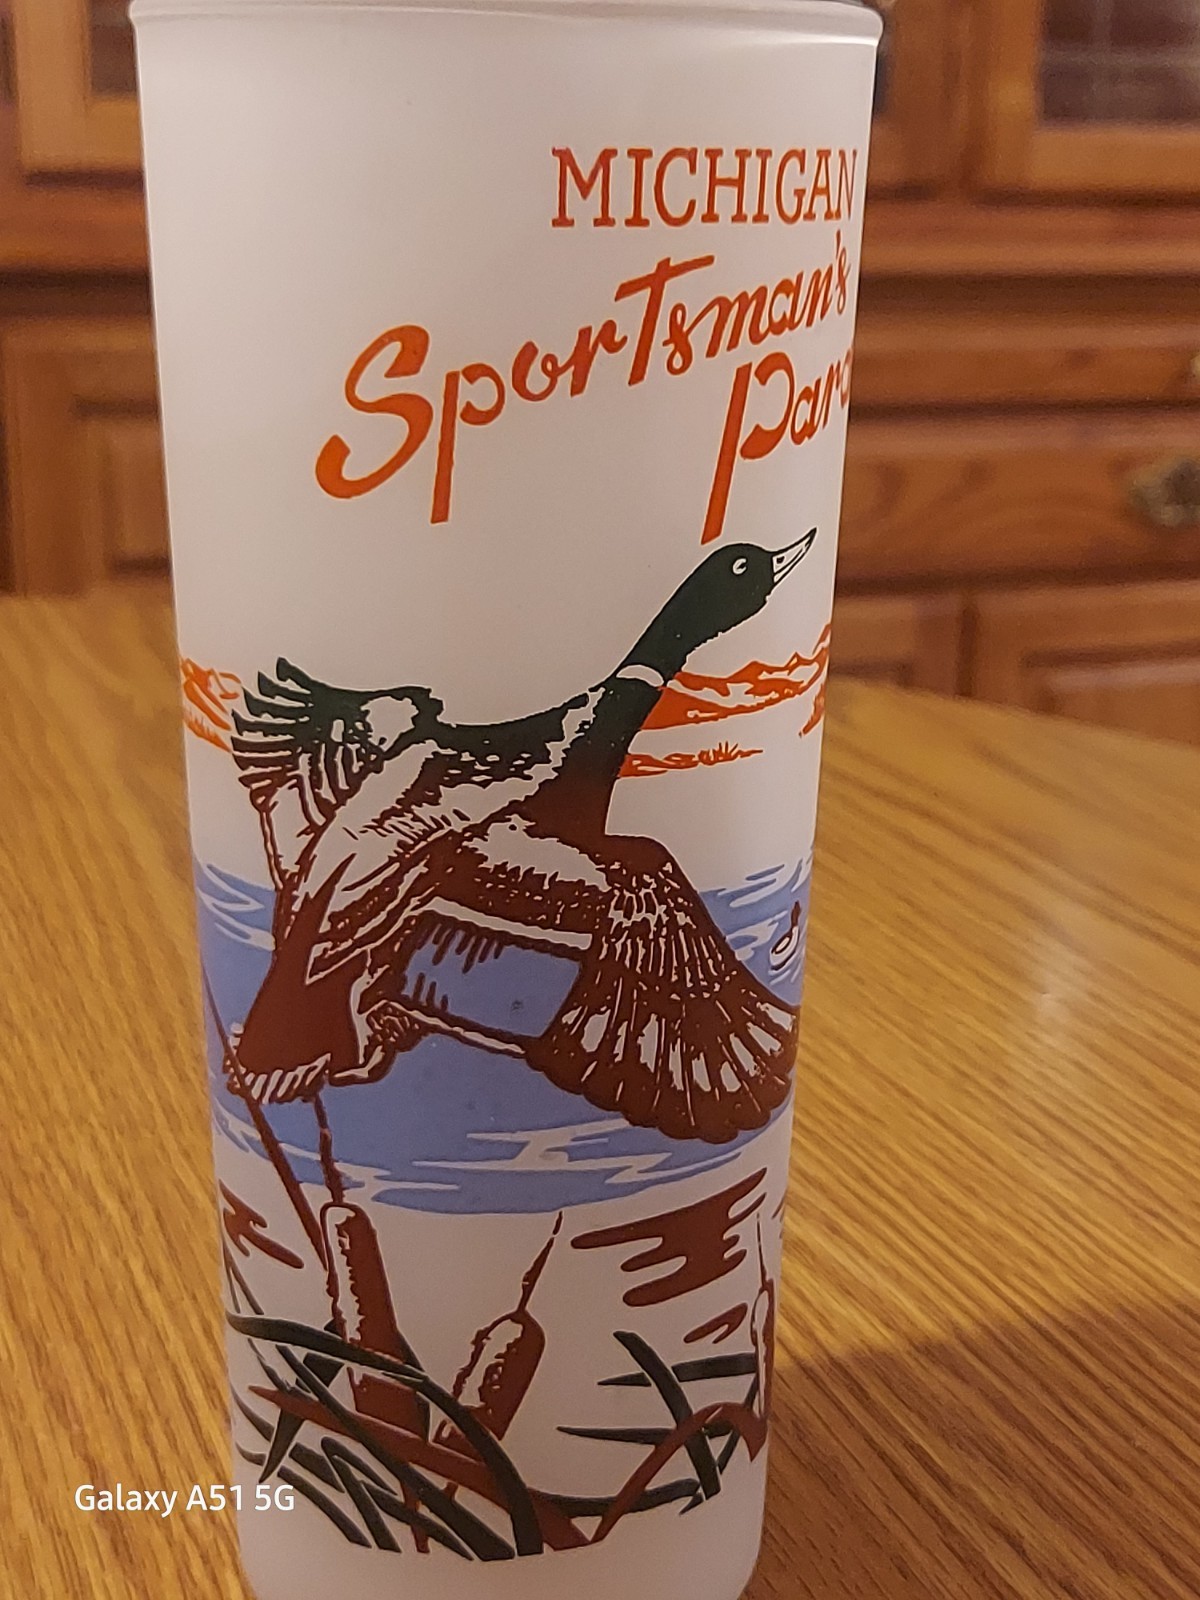 MICHIGAN
Sportsman's
Para
Galaxy A51 5G